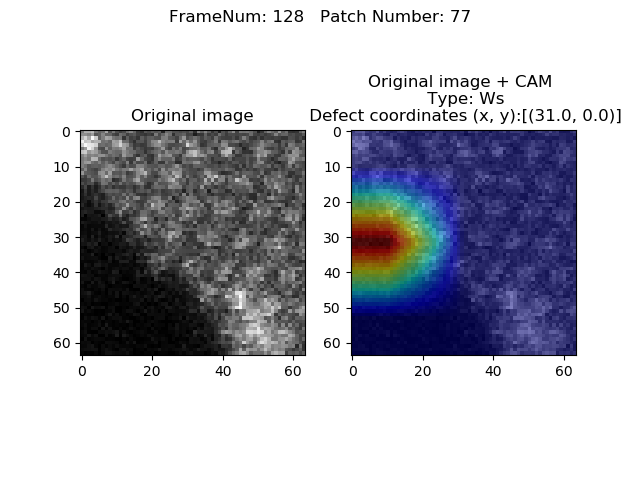 FrameNum: 128   Patch Number: 77
Original image
Original image + CAM
Type: Ws
Defect coordinates (x, y):[(31.0, 0.0)]
0
10
20
30
40
50
60
0 20 40 60
0
10
20
30
40
50
60
0 20 40 60